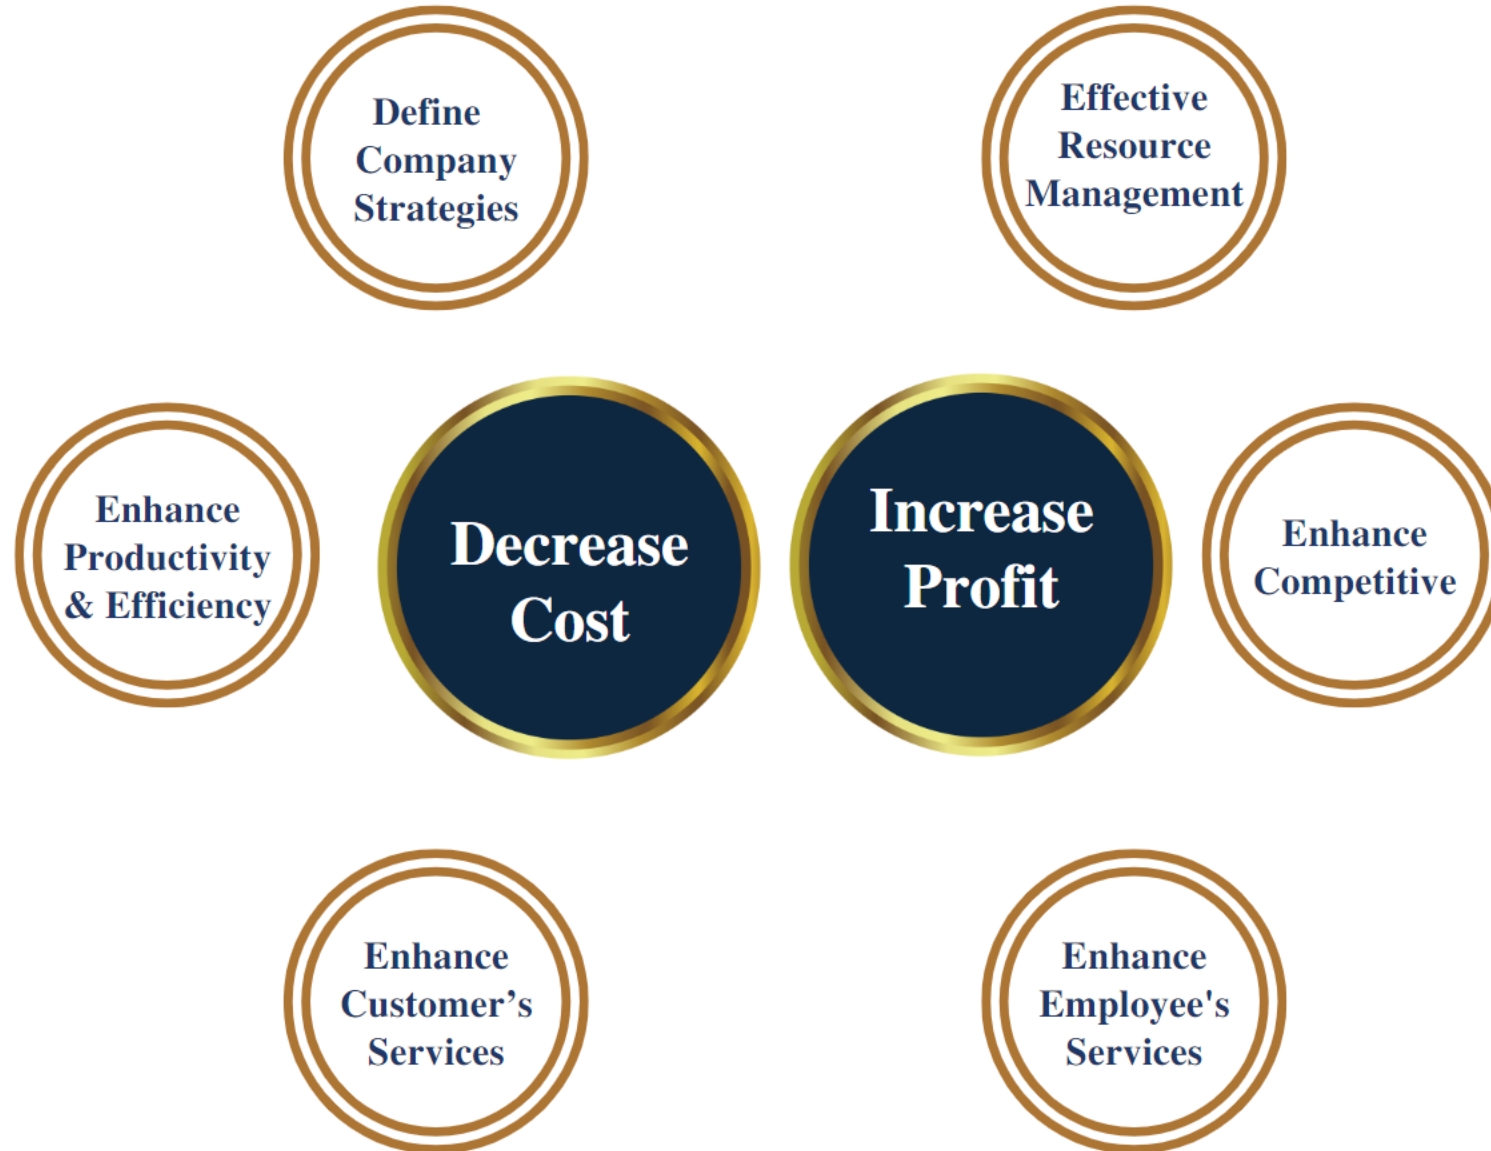 Define
Company
Strategies
Effective
Resource
Management
Enhance
Productivity
& Efficiency
Decrease
Cost
Increase
Profit
Enhance
Competitive
Enhance
Customer’s
Services
Enhance
Employee's
Services